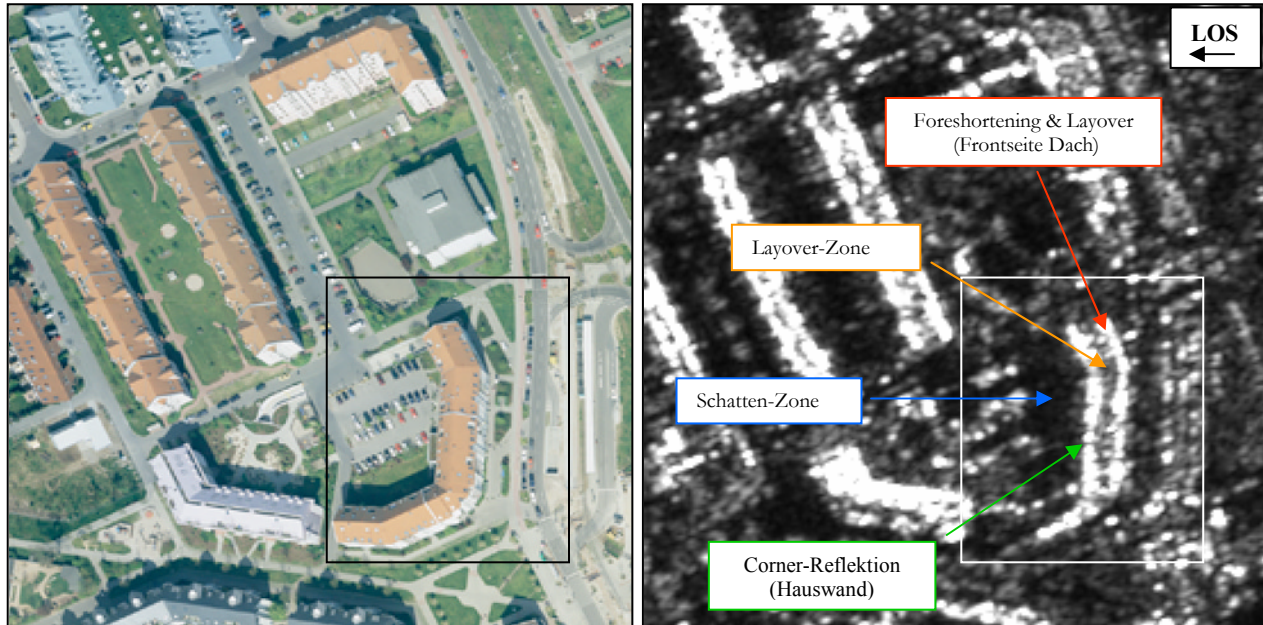 LOS
Foreshortening & Layover
(Frontseite Dach)
Layover-Zone
Schatten-Zone
Corner-Reflektion
(Hauswand)